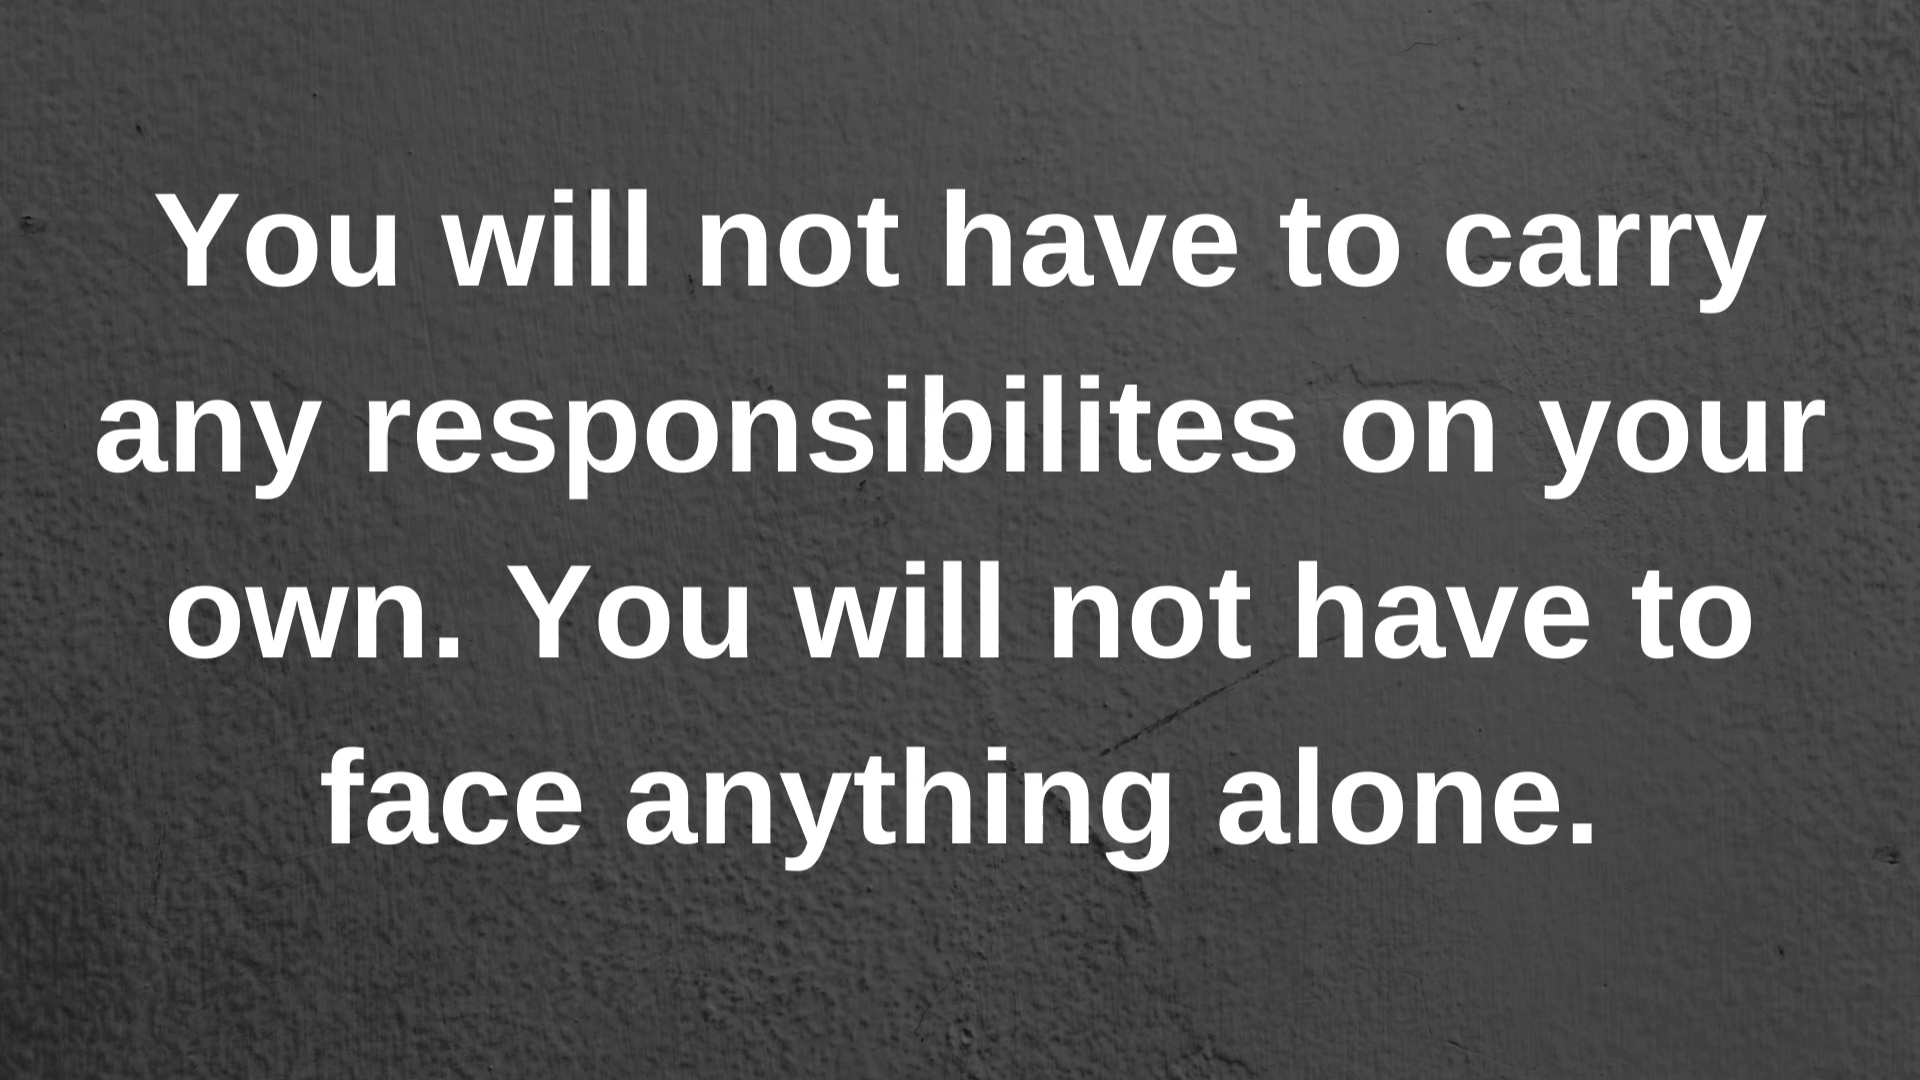 You will not have to carry
any responsibilites on your
own. You will not have to
face anything alone.